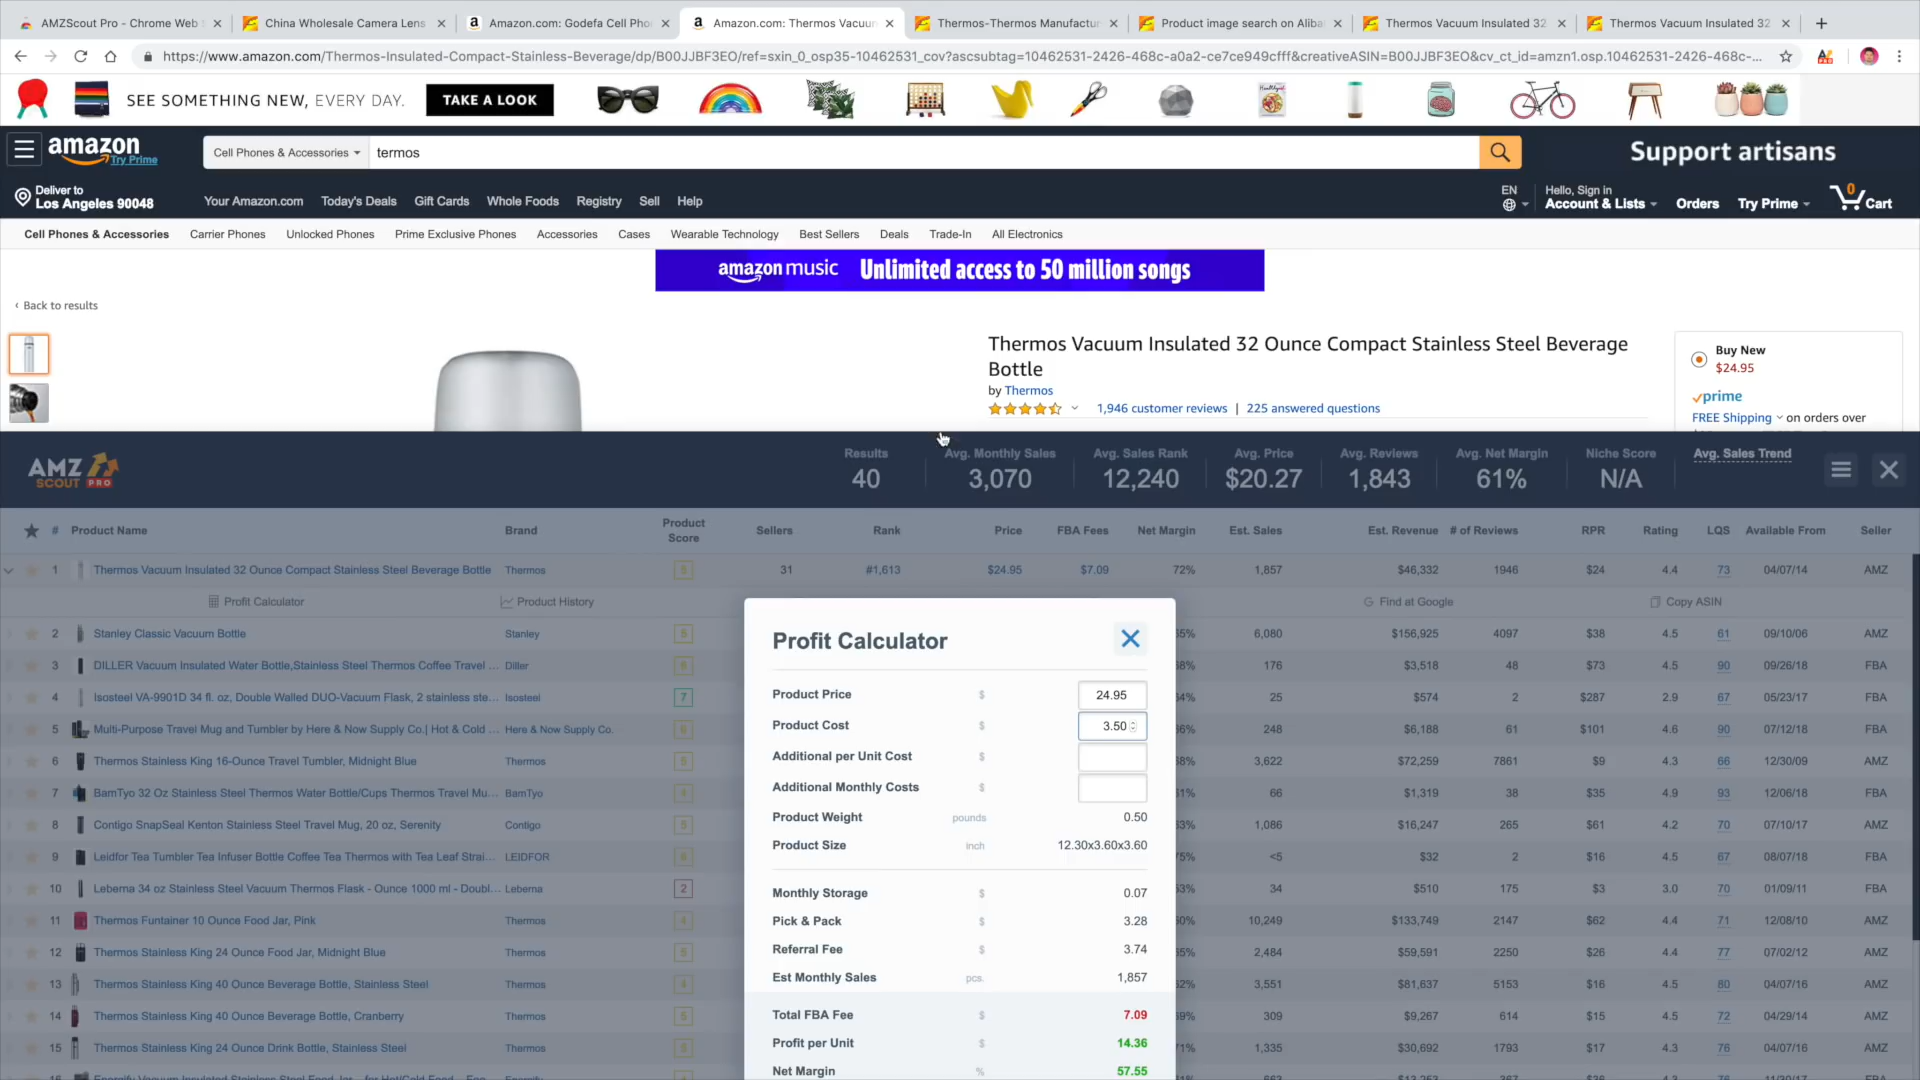 AMZScout Pro - Chrome Web
China Wholesale Camera Lens
Amazon.com: Godefa Cell Pho
Amazon.com: Thermos Vacuu
Thermos-Thermos Manufactu
Product image search on Aliba
Thermos Vacuum Insulated 32
Thermos Vacuum Insulated 32
https://www.amazon.com/Thermos-Insulated-Compact-Stainless-Beverage/dp/B00JJBF3EO/ref=sxin_0_osp35-10462531_cov?ascsubtag=10462531-2426-468c-a0a2-ce7ce949cfff&creativeASIN=B00JJBF3EO&cv_ct_id=amzn1.osp.10462531-2426-468c-...
SEE SOMETHING NEW, EVERY DAY. TAKE A LOOK
amazon
Try Prime
Cell Phones & Accessories termos
Support artisans
Deliver to
Los Angeles 90048
Your Amazon.com Today's Deals Gift Cards Whole Foods Registry Sell Help
EN
Hello, Sign in
Account & Lists Orders Try Prime 0 Cart
Cell Phones & Accessories Carrier Phones Unlocked Phones Prime Exclusive Phones Accessories Cases Wearable Technology Best Sellers Deals Trade-In All Electronics
amazon music Unlimited access to 50 million songs
‹ Back to results
Thermos Vacuum Insulated 32 Ounce Compact Stainless Steel Beverage
Bottle
by Thermos
1,946 customer reviews | 225 answered questions
Buy New
$24.95
prime
FREE Shipping on orders over
AMZ
SCOUT PRO
Results Avg. Monthly Sales Avg. Sales Rank Avg. Price Avg. Reviews Avg. Net Margin Niche Score Avg. Sales Trend
40 3,070 12,240 $20.27 1,843 61% N/A
# Product Name Brand Product Score Sellers Rank Price FBA Fees Net Margin Est. Sales Est. Revenue # of Reviews RPR Rating LQS Available From Seller
1 Thermos Vacuum Insulated 32 Ounce Compact Stainless Steel Beverage Bottle Thermos 5 31 #1,613 $24.95 $7.09 72% 1,857 $46,332 1946 $24 4.4 73 04/07/14 AMZ
Profit Calculator Product History Find at Google Copy ASIN
2 Stanley Classic Vacuum Bottle Stanley 5 5% 6,080 $156,925 4097 $38 4.5 61 09/10/06 AMZ
3 DILLER Vacuum Insulated Water Bottle,Stainless Steel Thermos Coffee Travel ... Diller 8% 176 $3,518 48 $73 4.5 90 09/26/18 FBA
4 Isosteel VA-9901D 34 fl. oz, Double Walled DUO-Vacuum Flask, 2 stainless ste... Isosteel 7 4% 25 $574 2 $287 2.9 67 05/23/17 FBA
5 Multi-Purpose Travel Mug and Tumbler by Here & Now Supply Co.| Hot & Cold ... Here & Now Supply Co. 6% 248 $6,188 61 $101 4.6 90 07/12/18 FBA
6 Thermos Stainless King 16-Ounce Travel Tumbler, Midnight Blue Thermos 5 8% 3,622 $72,259 7861 $9 4.3 66 12/30/09 AMZ
7 BamTyo 32 Oz Stainless Steel Thermos Water Bottle/Cups Thermos Travel Mu... BamTyo 1% 66 $1,319 38 $35 4.9 93 12/06/18 FBA
8 Contigo SnapSeal Kenton Stainless Steel Travel Mug, 20 oz, Serenity Contigo 5 3% 1,086 $16,247 265 $61 4.2 70 07/10/17 AMZ
9 Leidfor Tea Tumbler Tea Infuser Bottle Coffee Tea Thermos with Tea Leaf Strai... LEIDFOR 5% <5 $32 2 $16 4.5 67 08/07/18 FBA
10 Leberna 34 oz Stainless Steel Vacuum Thermos Flask - Ounce 1000 ml - Doubl... Leberna 2 3% 34 $510 175 $3 3.0 70 01/09/11 FBA
11 Thermos Funtainer 10 Ounce Food Jar, Pink Thermos 4 0% 10,249 $133,749 2147 $62 4.4 71 12/08/10 AMZ
12 Thermos Stainless King 24 Ounce Food Jar, Midnight Blue Thermos 5 5% 2,484 $59,591 2250 $26 4.4 77 07/02/12 AMZ
13 Thermos Stainless King 40 Ounce Beverage Bottle, Stainless Steel Thermos 4 2% 3,551 $81,637 5153 $16 4.5 80 04/07/16 AMZ
14 Thermos Stainless King 40 Ounce Beverage Bottle, Cranberry Thermos 5 9% 309 $9,267 614 $15 4.5 72 04/29/14 AMZ
15 Thermos Stainless King 24 Ounce Drink Bottle, Stainless Steel Thermos 5 71% 1,335 $30,692 1793 $17 4.3 76 04/07/16 AMZ
Profit Calculator
Product Price $ 24.95
Product Cost $ 3.50
Additional per Unit Cost $
Additional Monthly Costs $
Product Weight pounds 0.50
Product Size inch 12.30x3.60x3.60
Monthly Storage $ 0.07
Pick & Pack $ 3.28
Referral Fee $ 3.74
Est Monthly Sales pcs. 1,857
Total FBA Fee $ 7.09
Profit per Unit $ 14.36
Net Margin % 57.55